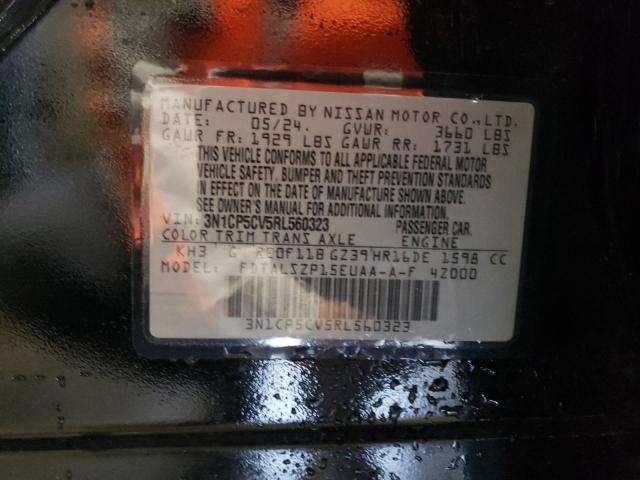 MANUFACTURED BY NISSAN MOTOR CO.,LTD.
DATE: 05/24. GVWR: 3660 LBS
GAWR FR: 1929 LBS GAWR RR: 1731 LBS
THIS VEHICLE CONFORMS TO ALL APPLICABLE FEDERAL MOTOR
VEHICLE SAFETY, BUMPER AND THEFT PREVENTION STANDARDS
IN EFFECT ON THE DATE OF MANUFACTURE SHOWN ABOVE.
SEE OWNER'S MANUAL FOR ADDITIONAL INFORMATION.
VIN: 3N1CP5CV5RL560323 PASSENGER CAR.
COLOR TRIM TRANS AXLE ENGINE
KH3 G RE0F11B GZ39 HR16DE 1598 CC
MODEL: FDTALSZP15EUAA-A-F 4Z000
3N1CP5CV5RL560323